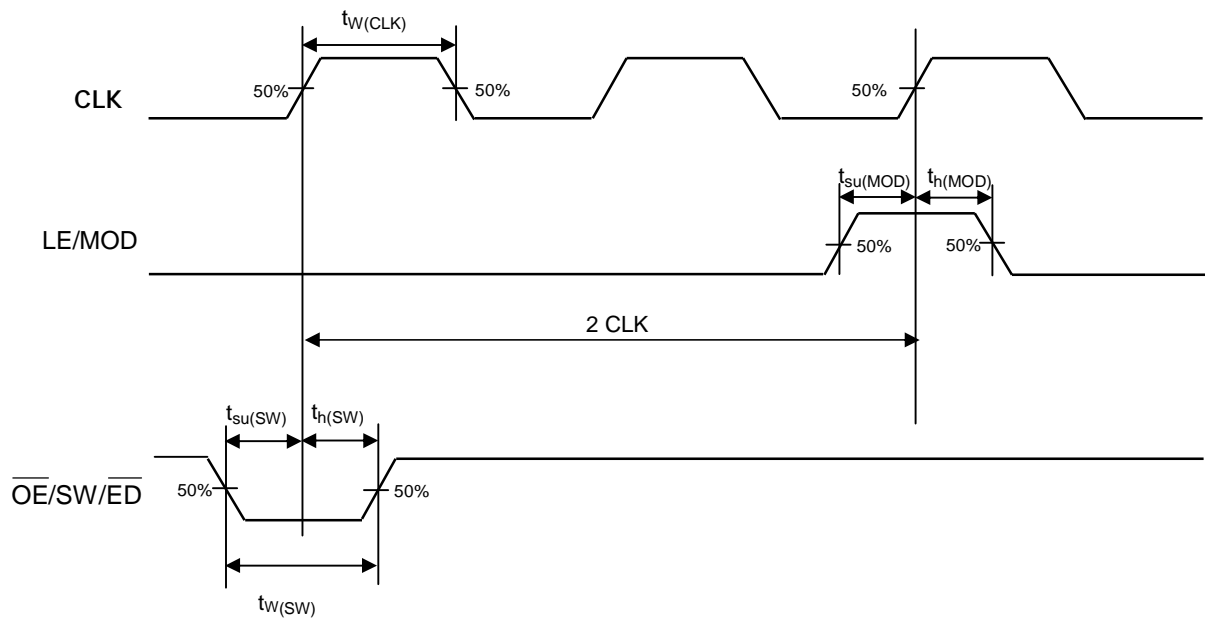 tW(CLK)
50%
50%
50%
CLK
tsu(MOD)
th(MOD)
LE/MOD
50%
50%
2 CLK
tsu(SW)
th(SW)
OE/SW/ED
50%
50%
tW(SW)